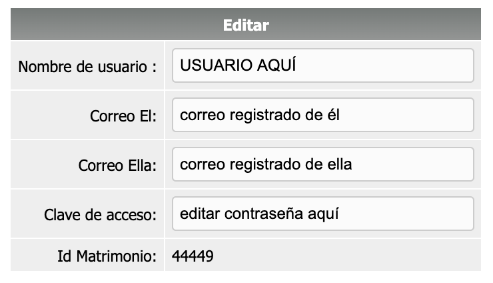 Editar
Nombre de usuario : USUARIO AQUÍ
Correo El: correo registrado de él
Correo Ella: correo registrado de ella
Clave de acceso: editar contraseña aquí
Id Matrimonio: 44449